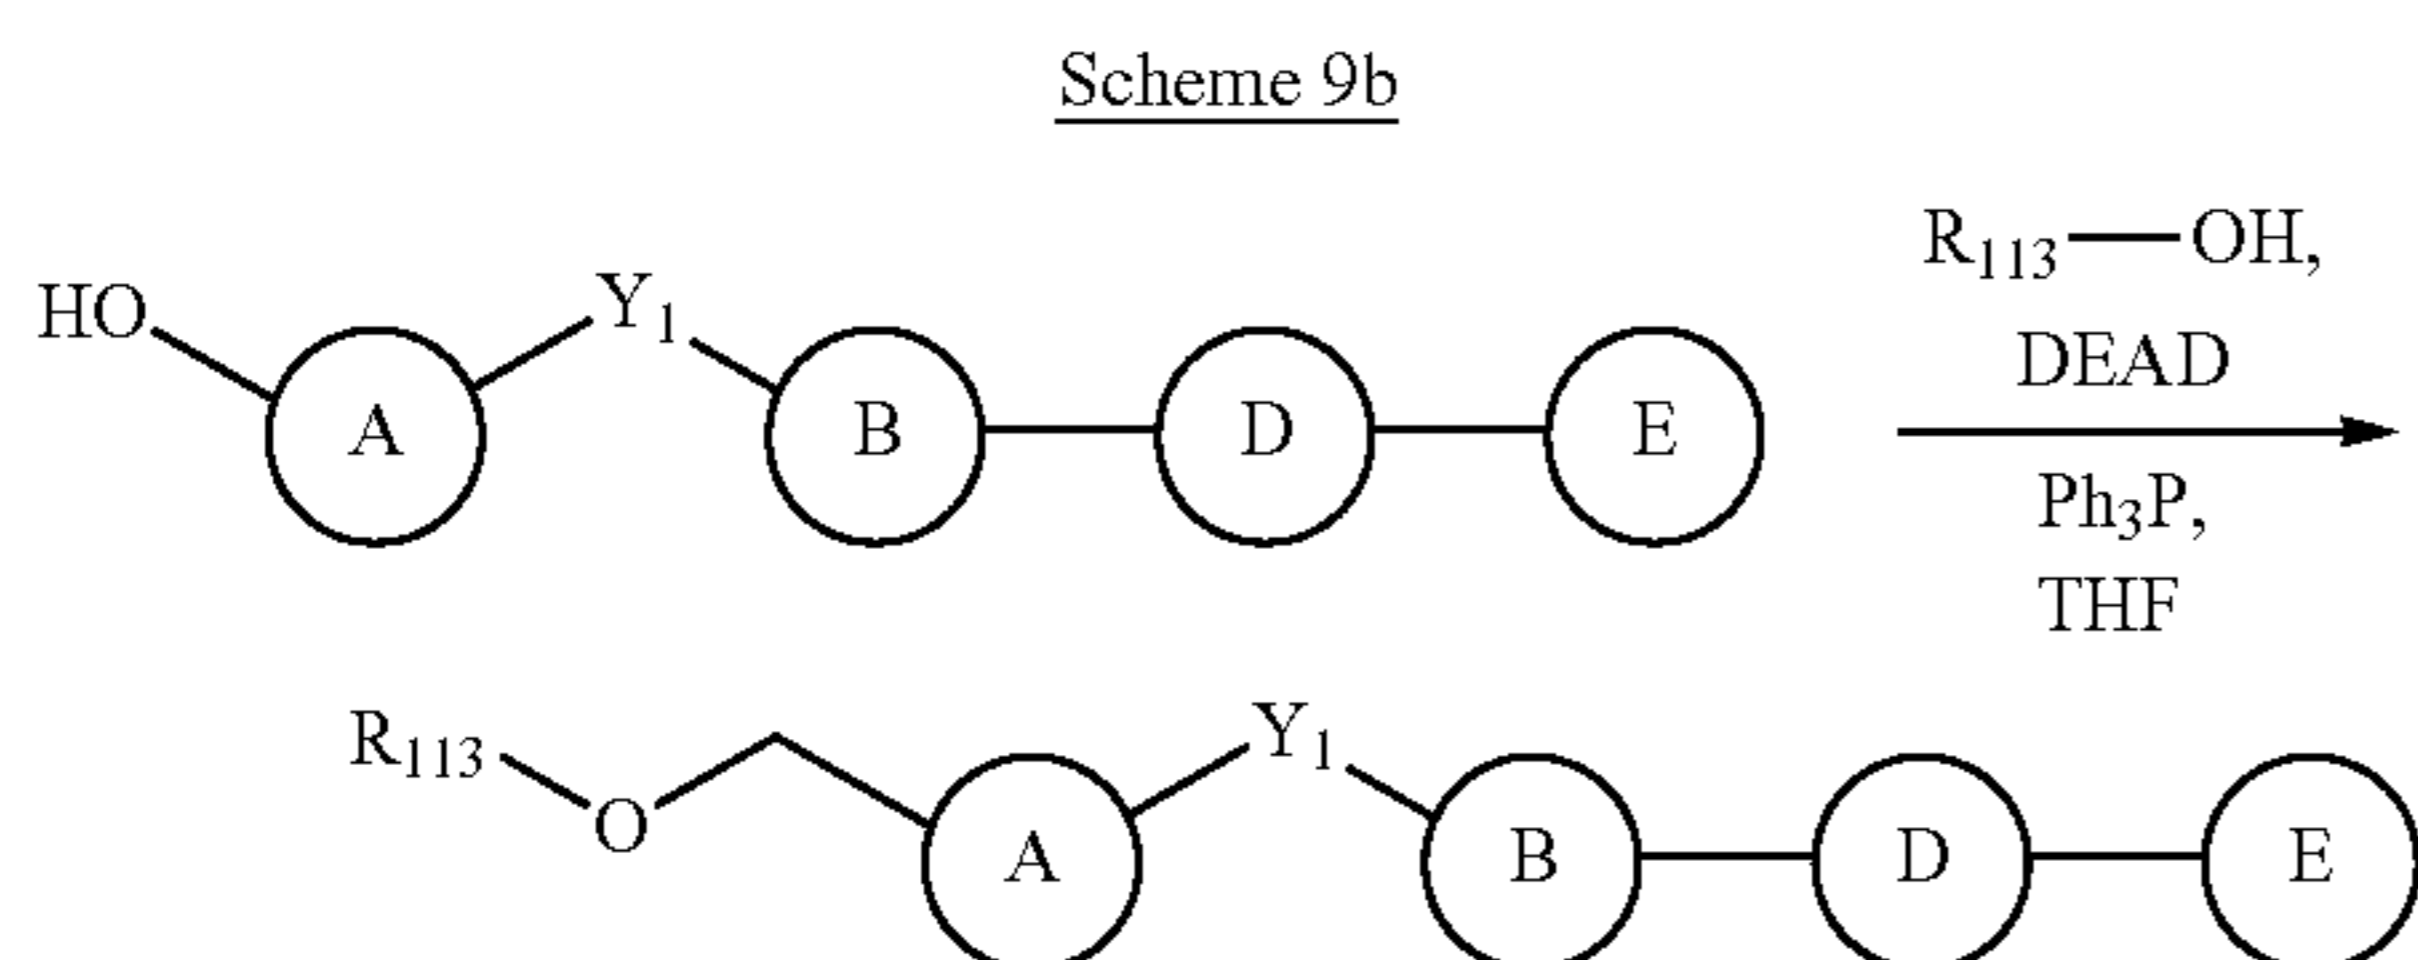 Scheme 9b
R₁₁₃—OH,
HO Y₁
DEAD
A B D E
Ph₃P,
THF
R₁₁₃ Y₁
O
A B D E